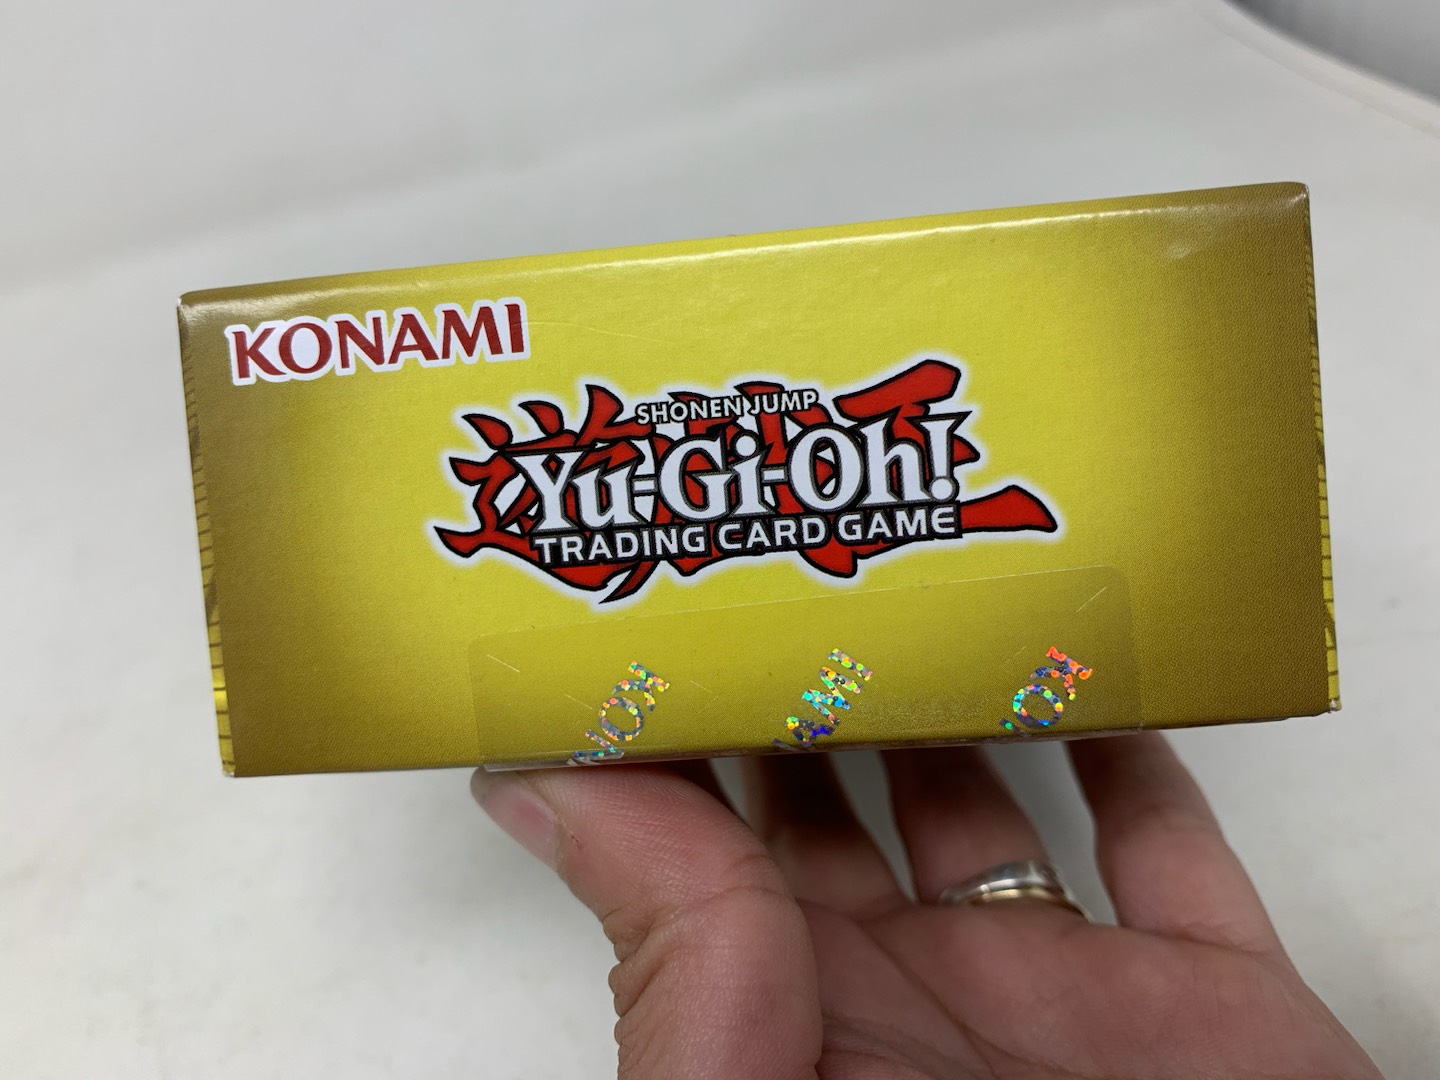 KONAMI
SHONEN JUMP
Yu-Gi-Oh!
TRADING CARD GAME